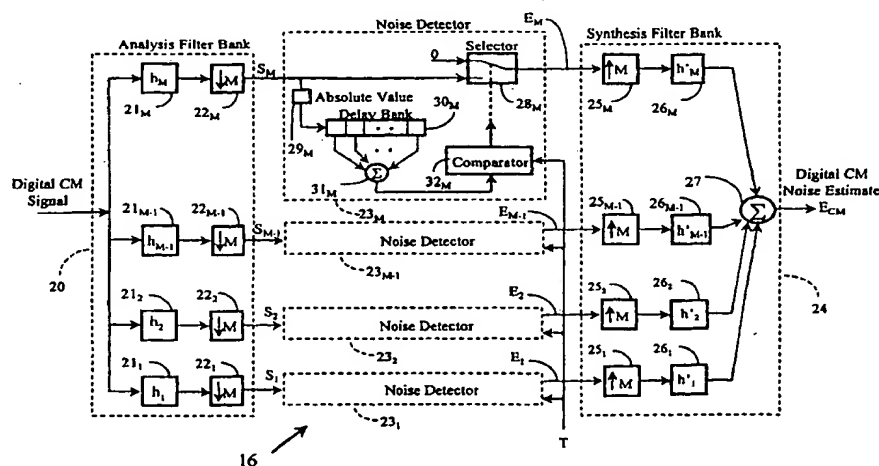 Noise Detector
E_M
Analysis Filter Bank
Synthesis Filter Bank
0
Selector
S_M
h_M
↓M
21_M
22_M
28_M
↑M
h'_M
25_M
26_M
Absolute Value
Delay Bank
30_M
29_M
Σ
31_M
Comparator
32_M
23_M
Digital CM
Signal
27
Σ
Digital CM
Noise Estimate
E_CM
21_M-1
22_M-1
S_M-1
h_M-1
↓M
Noise Detector
23_M-1
E_M-1
25_M-1
26_M-1
↑M
h'_M-1
20
24
21_2
22_2
S_2
h_2
↓M
Noise Detector
23_2
E_2
25_2
26_2
↑M
h'_2
21_1
22_1
S_1
h_1
↓M
Noise Detector
23_1
E_1
25_1
26_1
↑M
h'_1
16
T